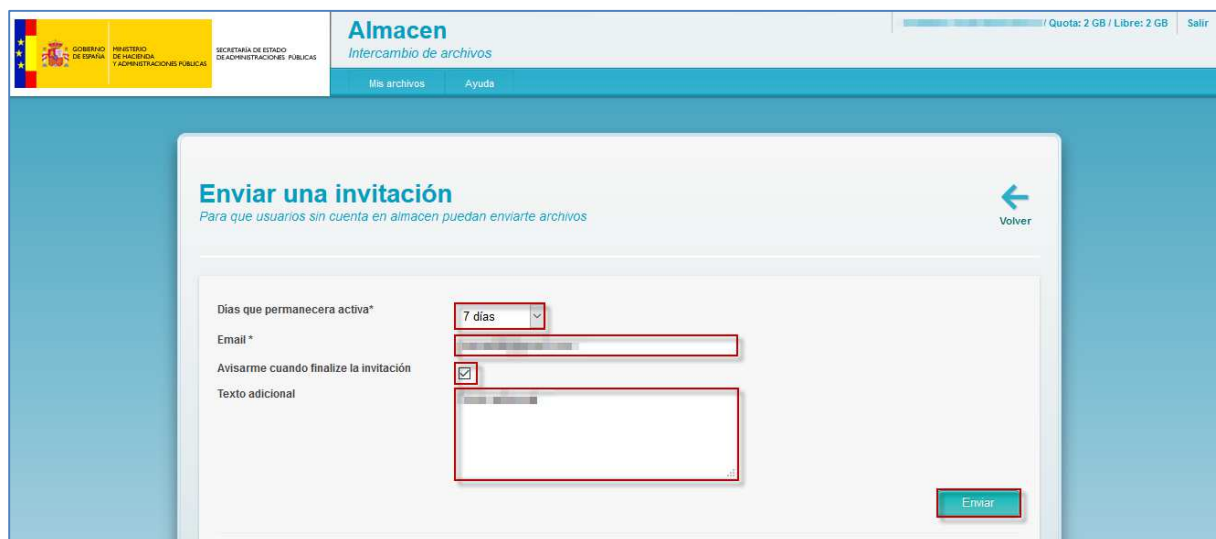 GOBIERNO DE ESPAÑA
MINISTERIO DE HACIENDA Y ADMINISTRACIONES PÚBLICAS
SECRETARÍA DE ESTADO DE ADMINISTRACIONES PÚBLICAS
Almacen
Intercambio de archivos
/ Quota: 2 GB / Libre: 2 GB
Salir
Mis archivos
Ayuda
Enviar una invitación
Para que usuarios sin cuenta en almacen puedan enviarte archivos
Volver
Días que permanecera activa*
7 días
Email *
Avisarme cuando finalize la invitación
Texto adicional
Enviar